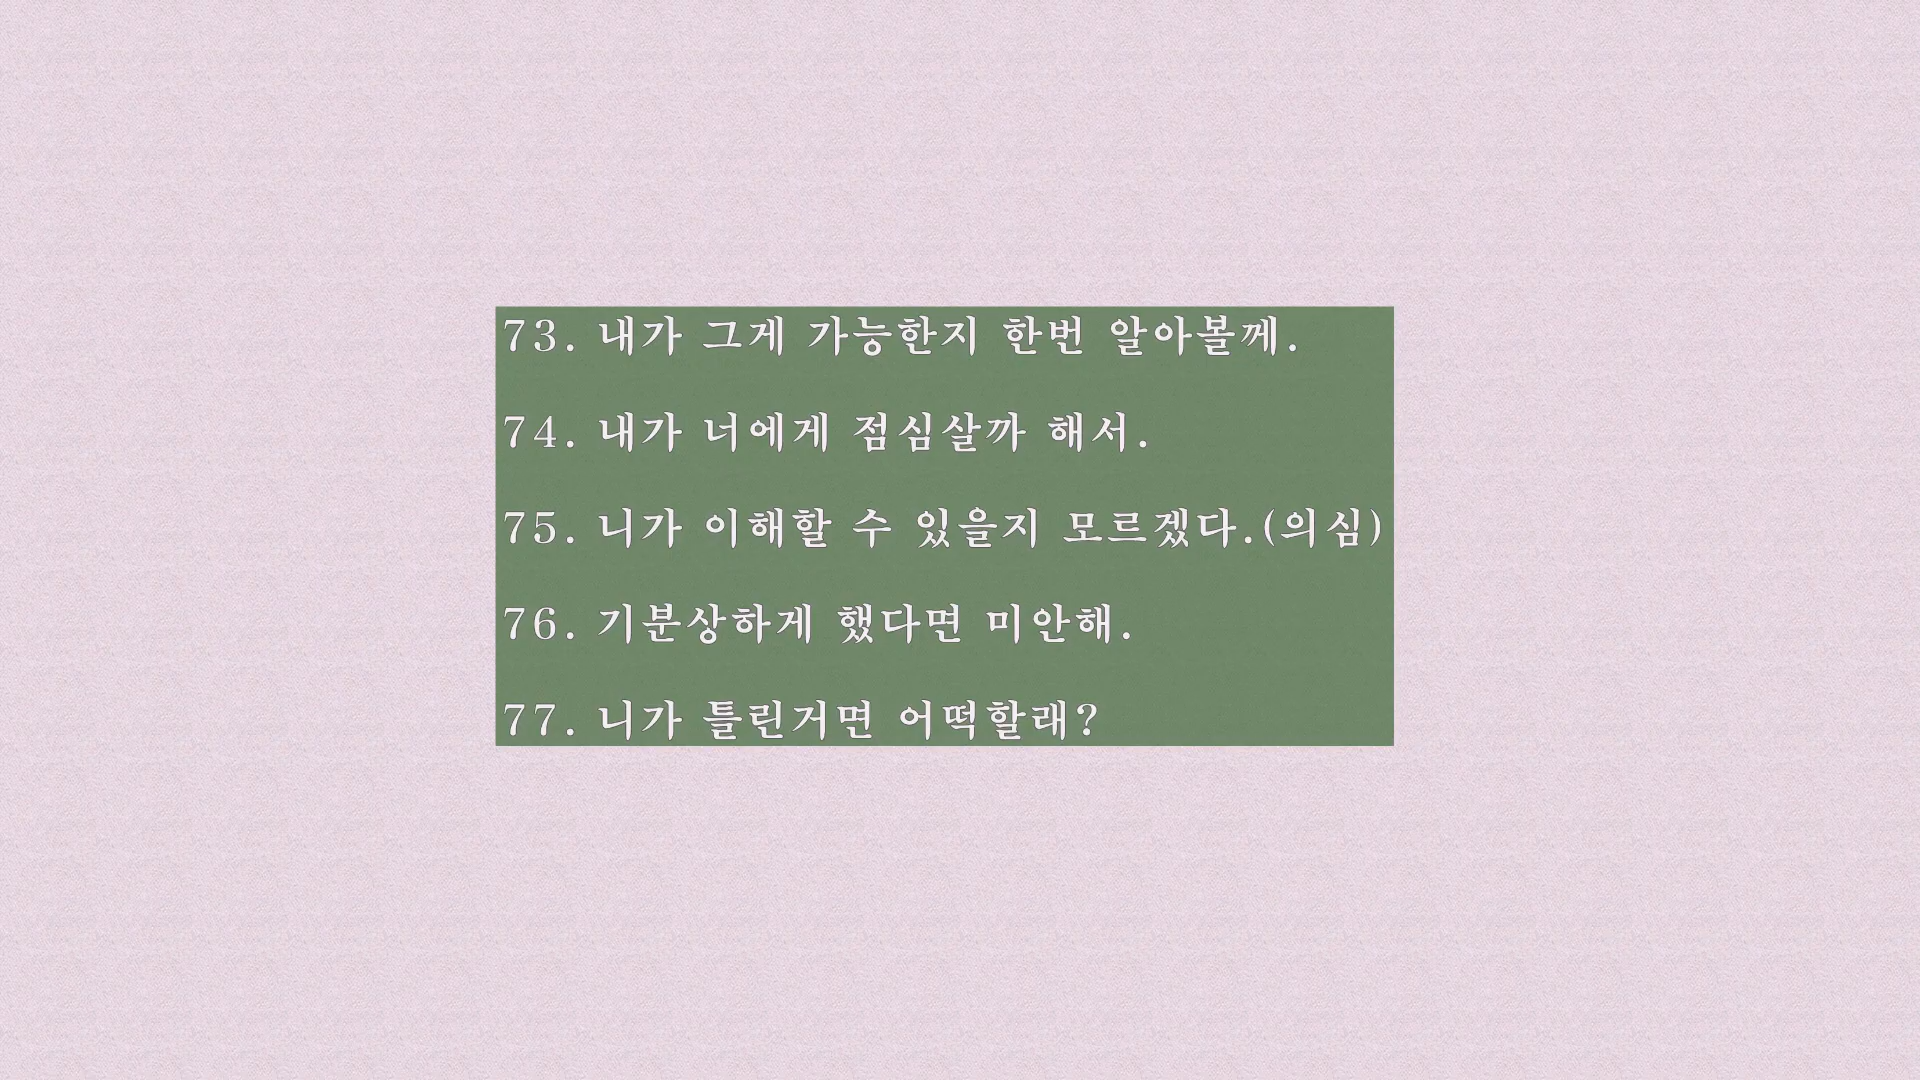 73. 내가 그게 가능한지 한번 알아볼께.
74. 내가 너에게 점심살까 해서.
75. 니가 이해할 수 있을지 모르겠다.(의심)
76. 기분상하게 했다면 미안해.
77. 니가 틀린거면 어떡할래?